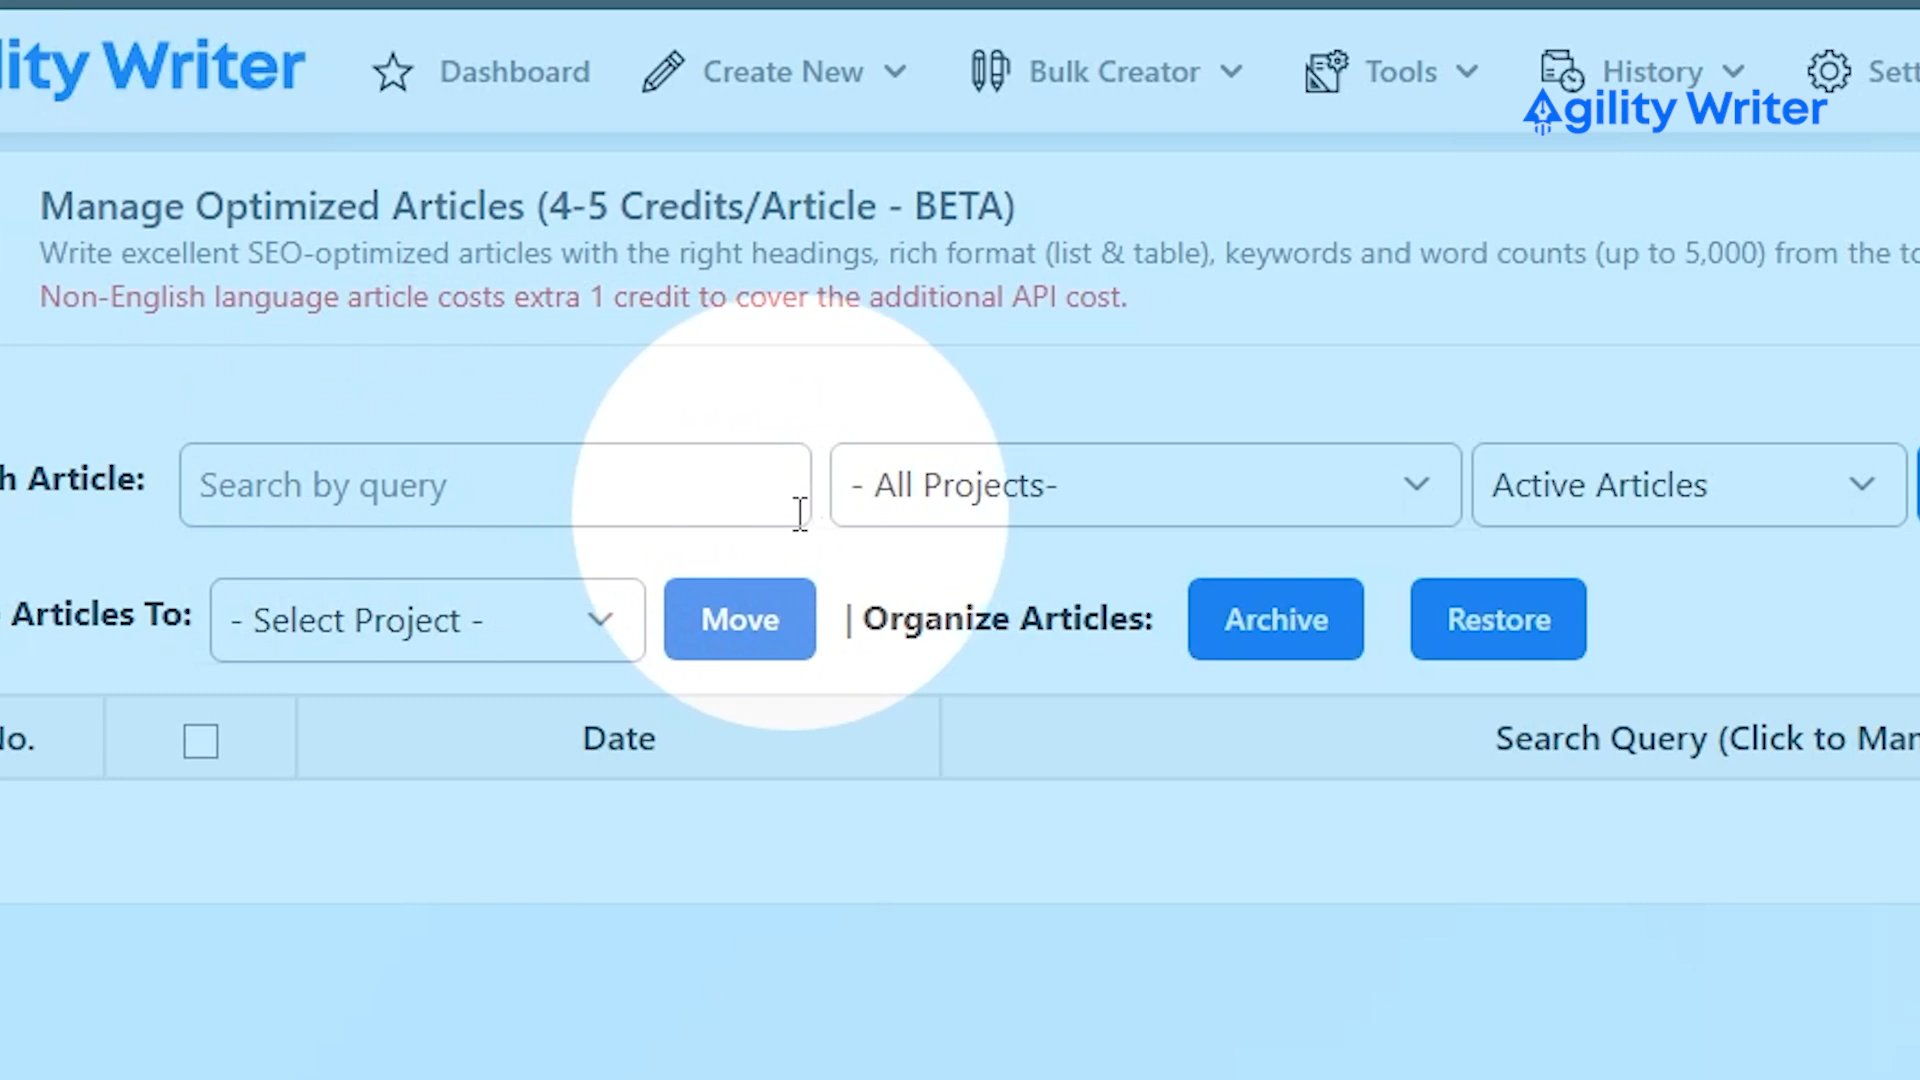 lity Writer Dashboard Create New Bulk Creator Tools History Sett
Agility Writer
Manage Optimized Articles (4-5 Credits/Article - BETA)
Write excellent SEO-optimized articles with the right headings, rich format (list & table), keywords and word counts (up to 5,000) from the to
Non-English language article costs extra 1 credit to cover the additional API cost.
h Article: Search by query - All Projects- Active Articles
Articles To: - Select Project - Move | Organize Articles: Archive Restore
No. Date Search Query (Click to Man